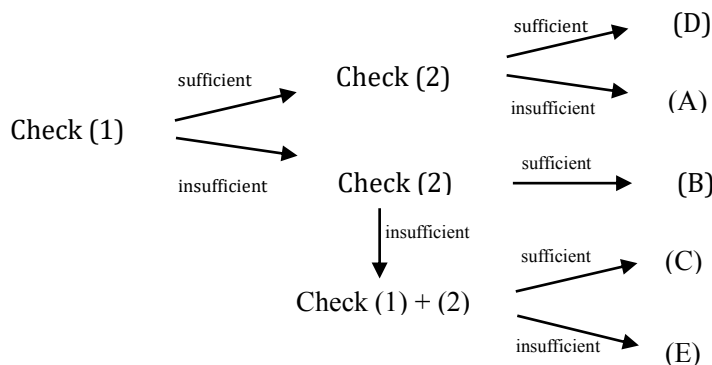 sufficient
(D)
sufficient
Check (2)
insufficient
(A)
Check (1)
insufficient
Check (2)
sufficient
(B)
insufficient
sufficient
(C)
Check (1) + (2)
insufficient
(E)